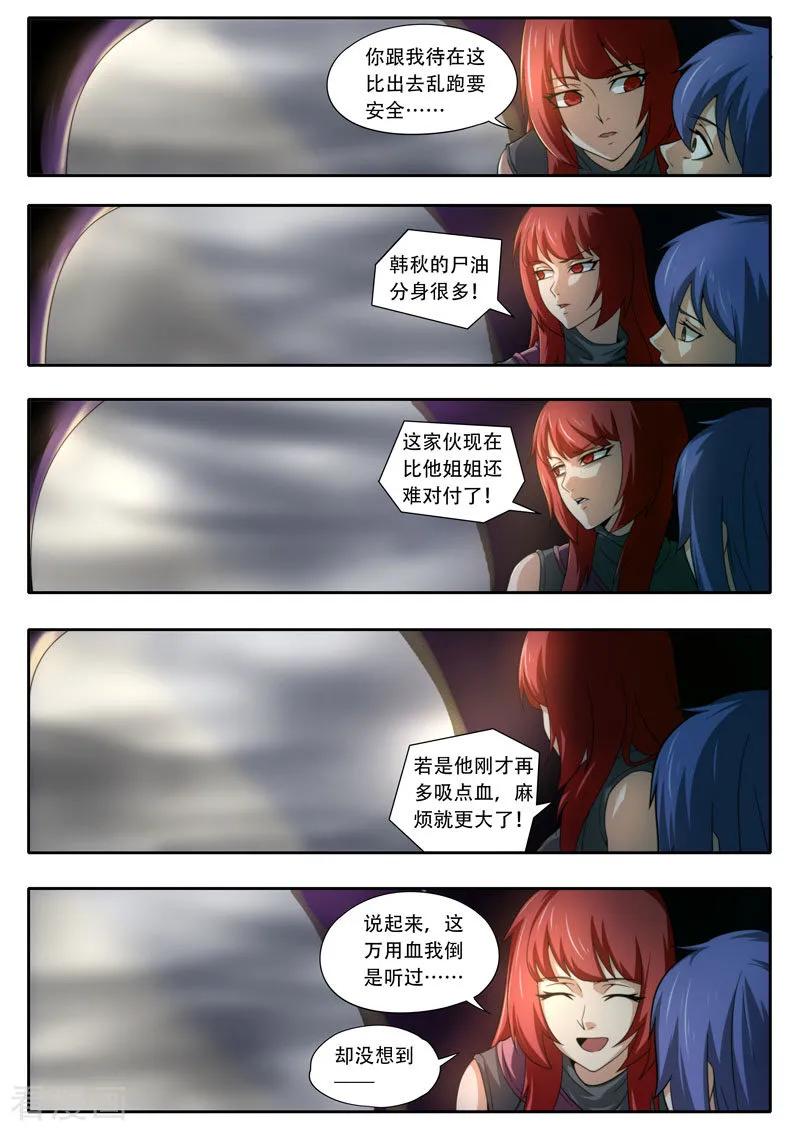 你跟我待在这
比出去乱跑要
安全……
韩秋的尸油
分身很多！
这家伙现在
比他姐姐还
难对付了！
若是他刚才再
多吸点血，麻
烦就更大了！
说起来，这
万用血我倒
是听过……
却没想到
——
看漫画